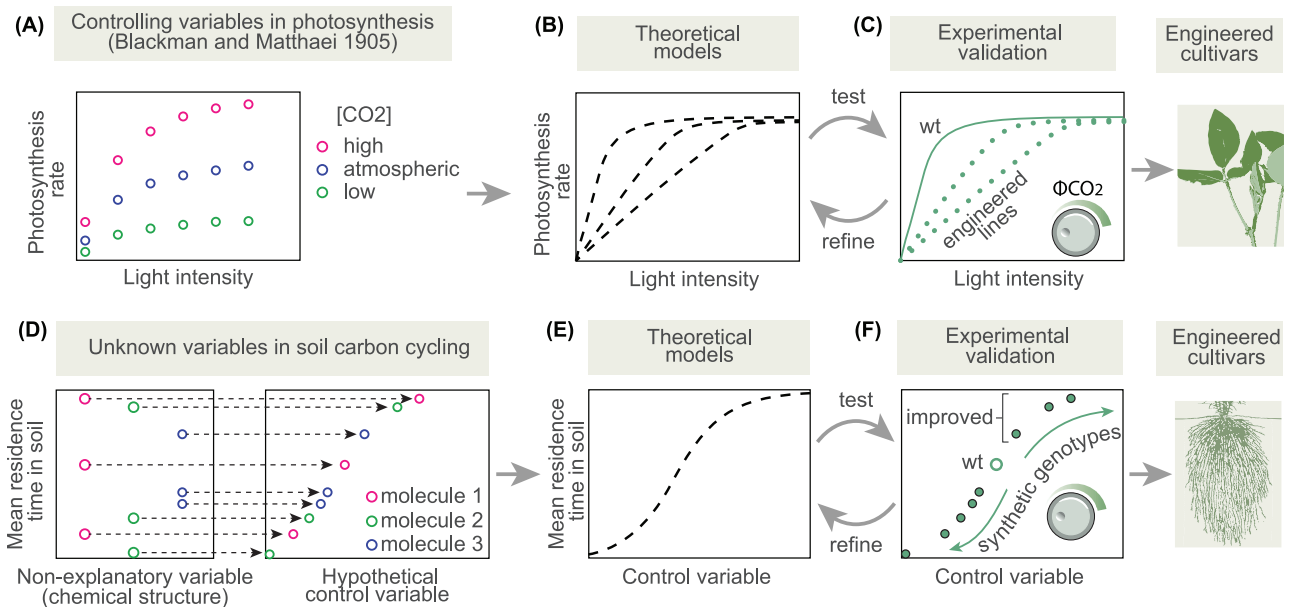 (A)
Controlling variables in photosynthesis
(Blackman and Matthaei 1905)
Photosynthesis
rate
Light intensity
[CO2]
high
atmospheric
low
(B)
Theoretical
models
Photosynthesis
rate
Light intensity
test
refine
(C)
Experimental
validation
wt
engineered
lines
ΦCO2
Light intensity
Engineered
cultivars
(D)
Unknown variables in soil carbon cycling
Mean residence
time in soil
molecule 1
molecule 2
molecule 3
Non-explanatory variable
(chemical structure)
Hypothetical
control variable
(E)
Theoretical
models
Mean residence
time in soil
Control variable
test
refine
(F)
Experimental
validation
improved
wt
synthetic genotypes
Control variable
Engineered
cultivars